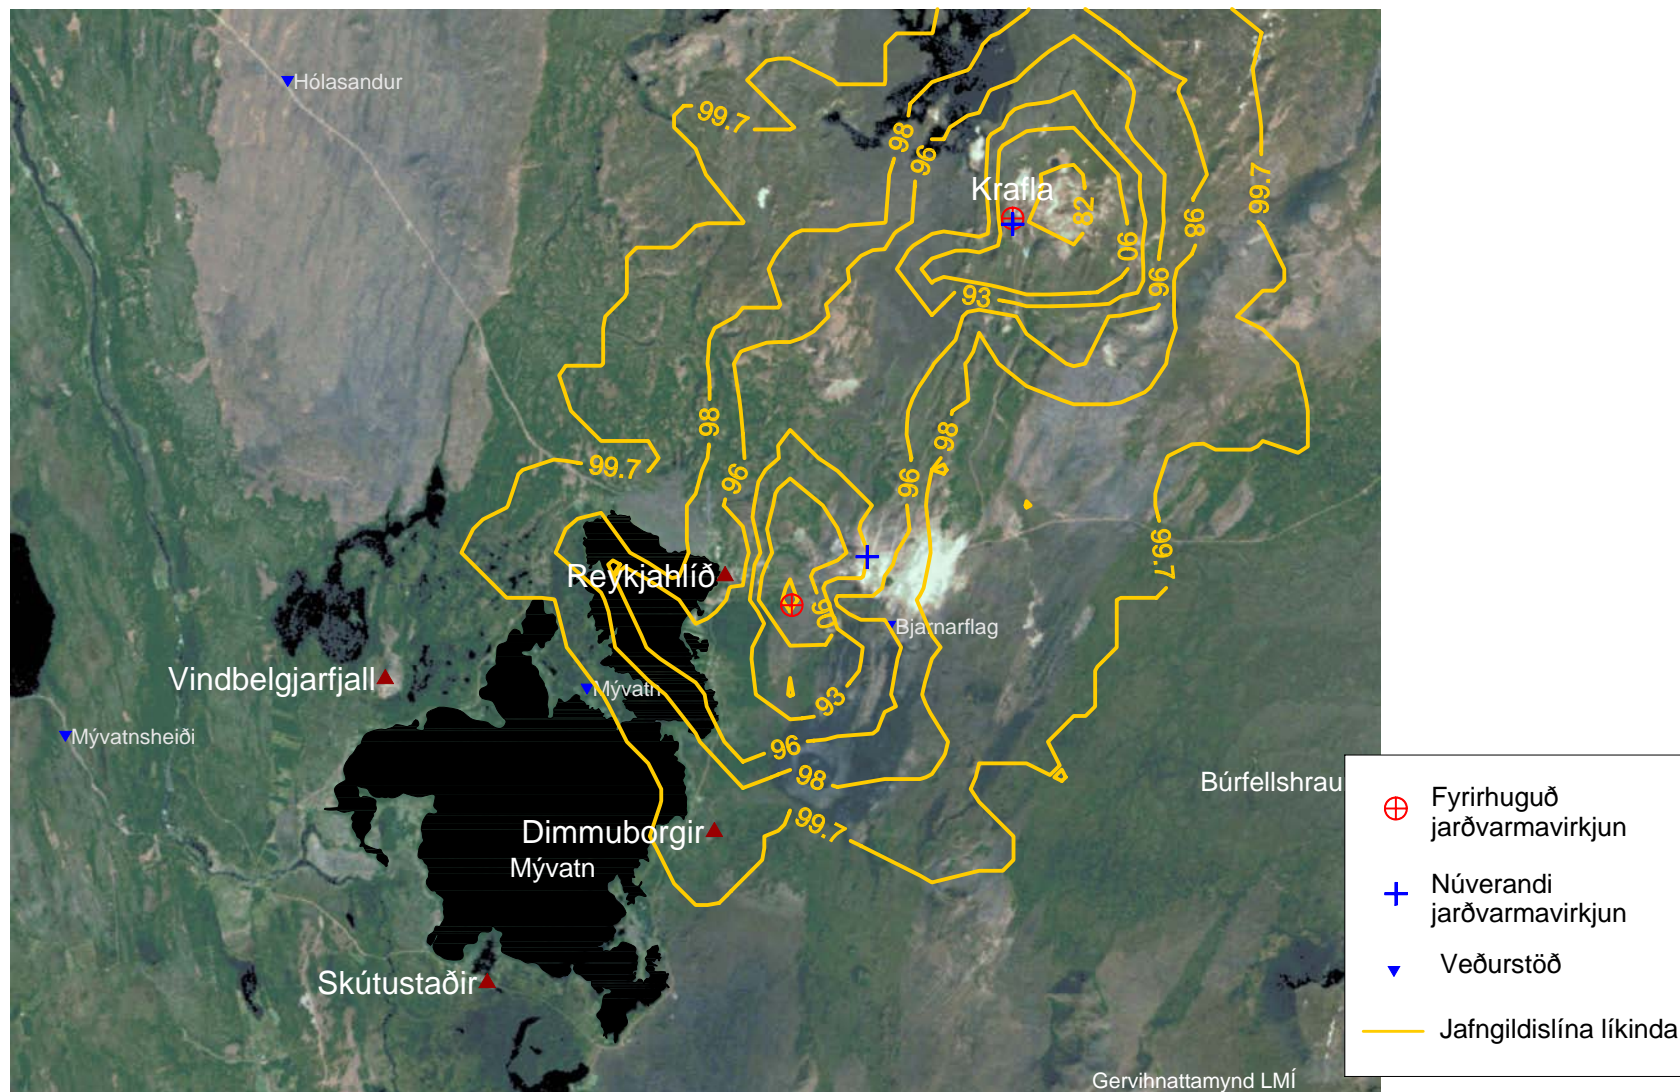 Hólasandur
99.7
98
96
Krafla
82
99.7
98
90
96
93
98
98
99.7
96
96
99.7
Reykjahlíð
90
Bjarnarflag
Vindbelgjarfjall
Mývatn
93
Mývatnsheiði
96
98
Búrfellshrau
99.7
Dimmuborgir
Mývatn
Skútustaðir
Fyrirhuguð
jarðvarmavirkjun
Núverandi
jarðvarmavirkjun
Veðurstöð
Jafngildislína líkinda
Gervihnattamynd LMÍ